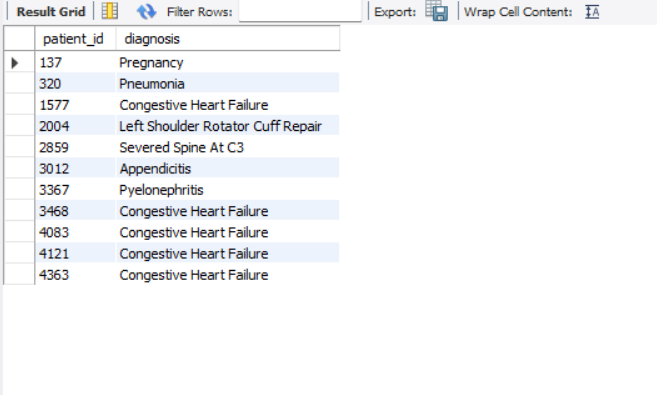 Result Grid Filter Rows: Export: Wrap Cell Content: IA
patient_id diagnosis
137 Pregnancy
320 Pneumonia
1577 Congestive Heart Failure
2004 Left Shoulder Rotator Cuff Repair
2859 Severed Spine At C3
3012 Appendicitis
3367 Pyelonephritis
3468 Congestive Heart Failure
4083 Congestive Heart Failure
4121 Congestive Heart Failure
4363 Congestive Heart Failure